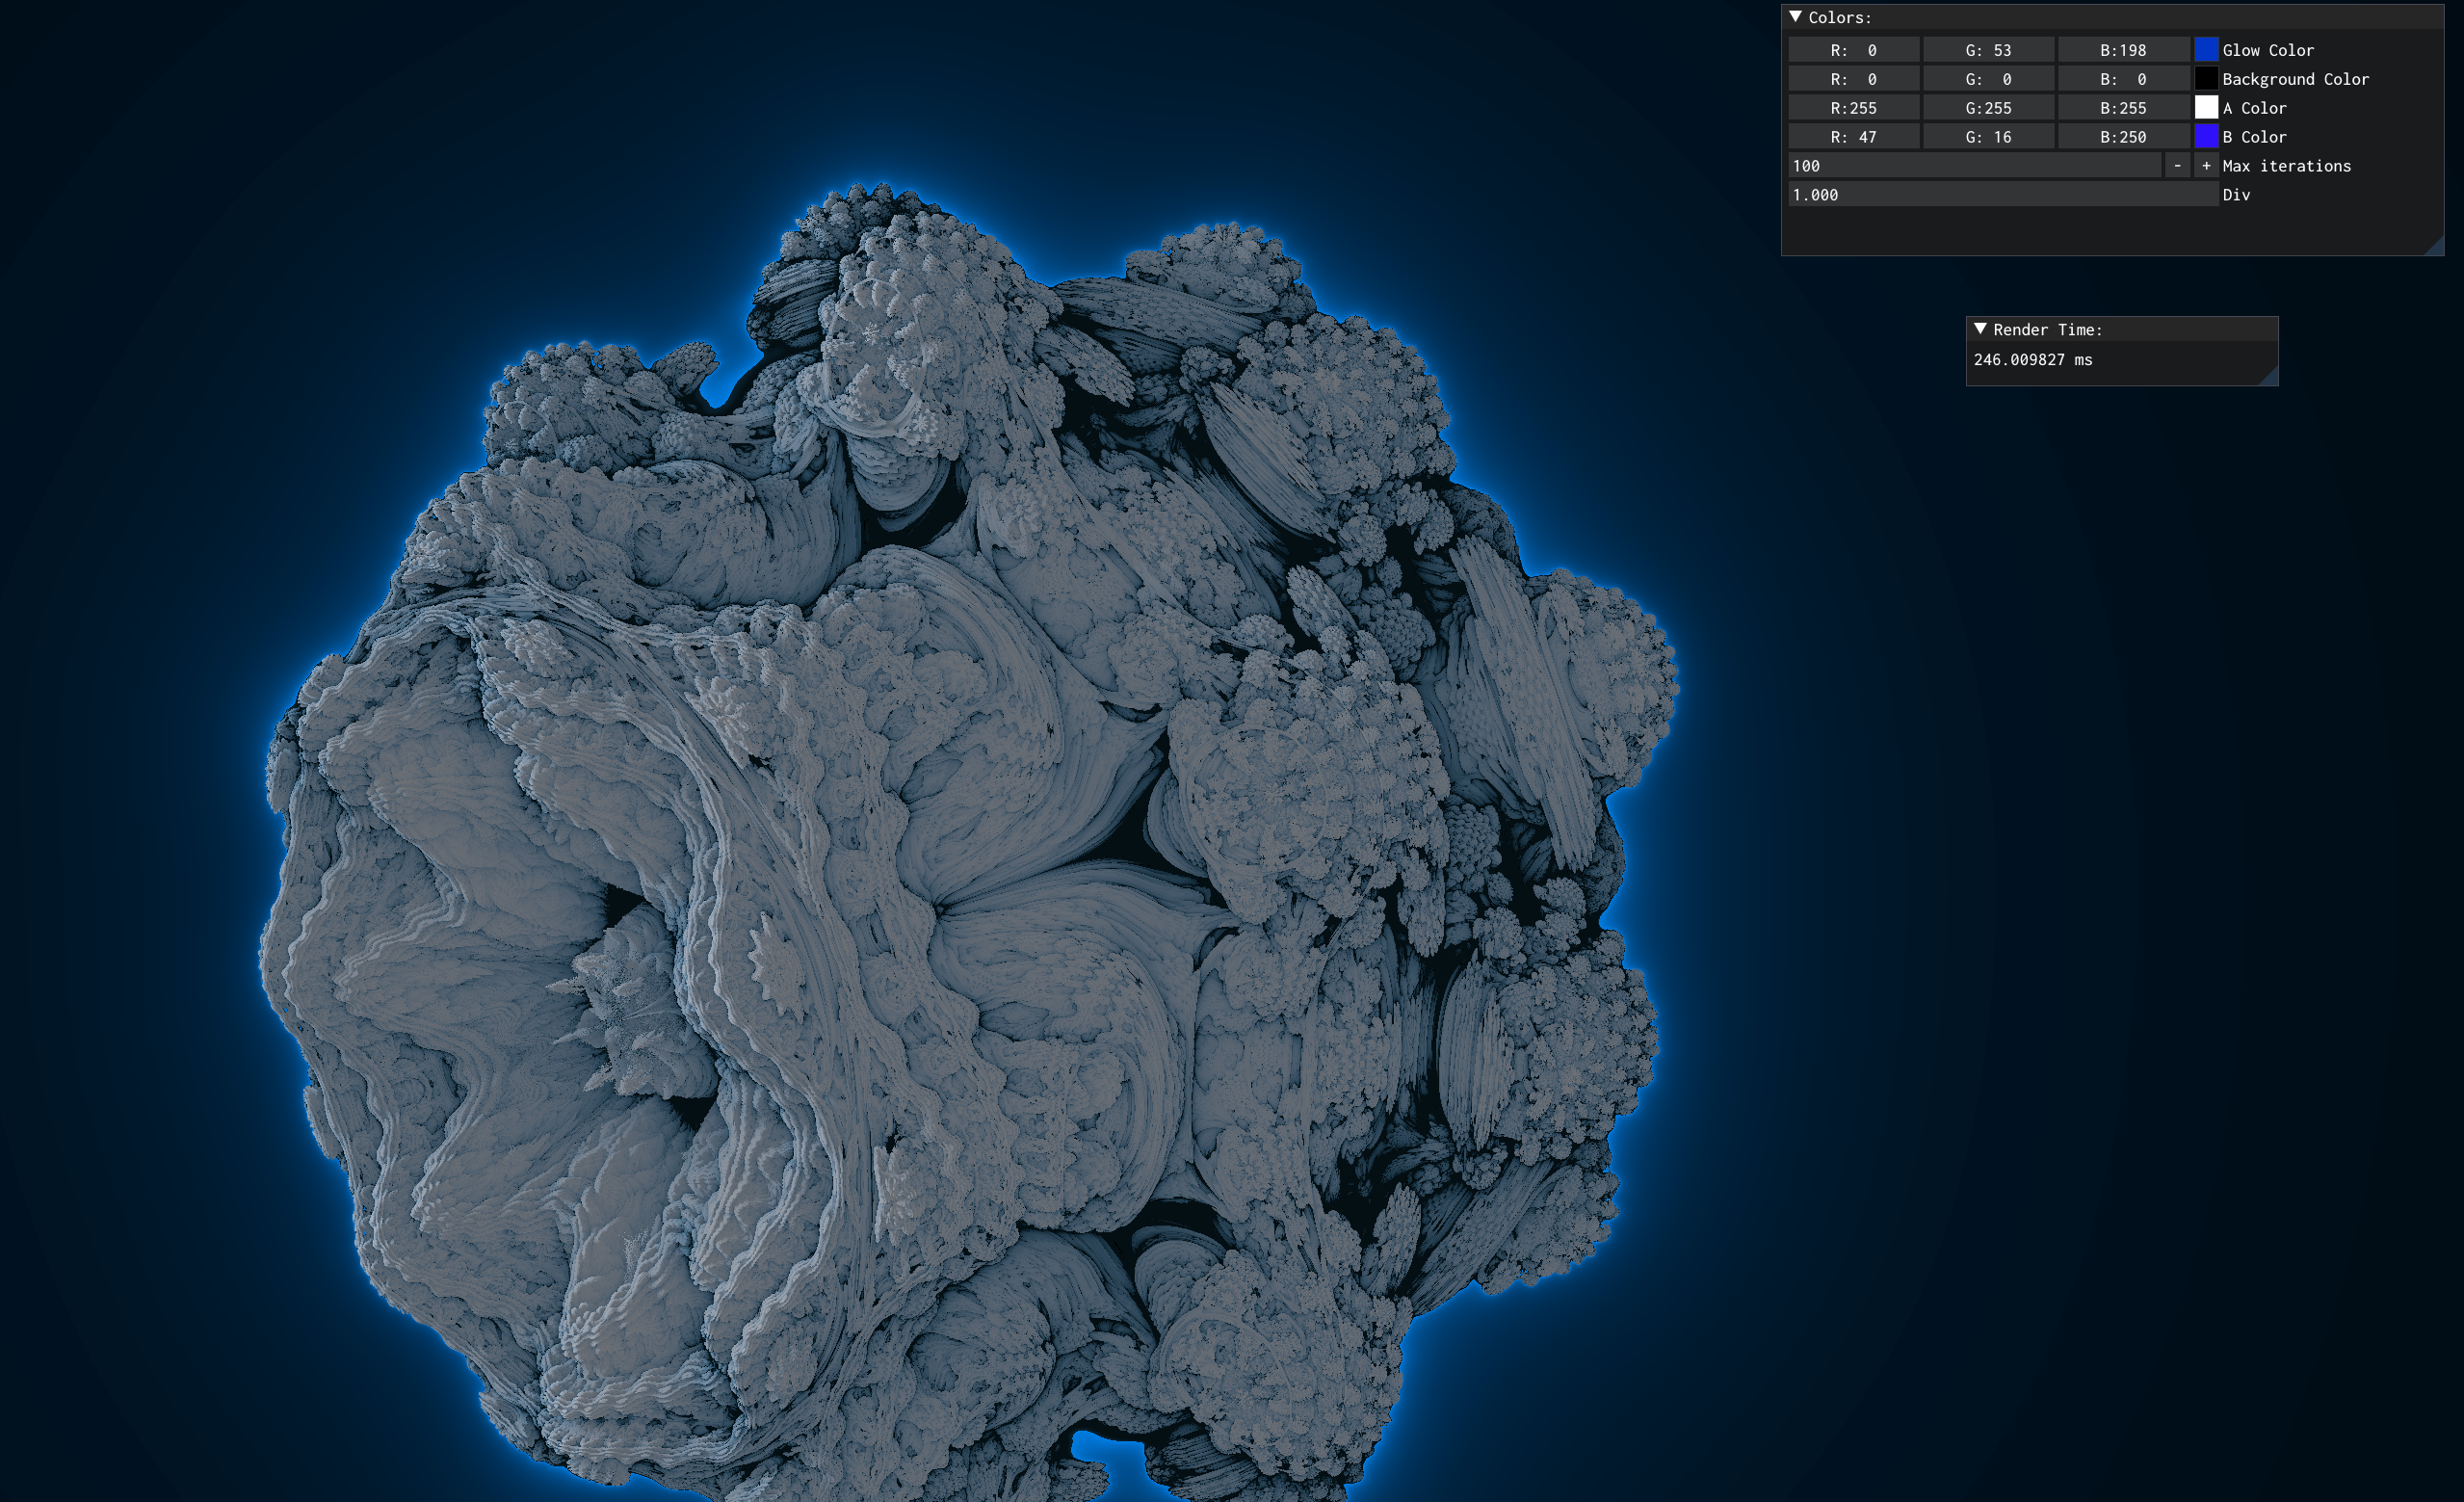 Colors:
R: 0 G: 53 B:198 Glow Color
R: 0 G: 0 B: 0 Background Color
R:255 G:255 B:255 A Color
R: 47 G: 16 B:250 B Color
100 - + Max iterations
1.000 Div
Render Time:
246.009827 ms